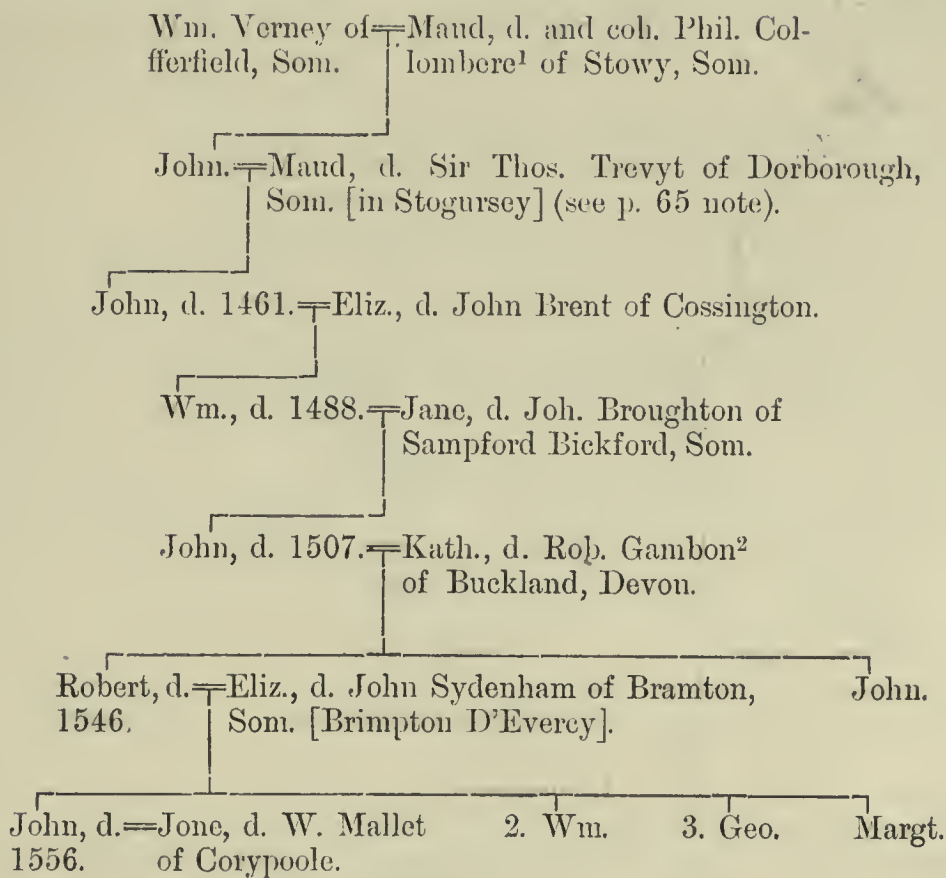 Wm. Verney of Maud, d. and coh. Phil. Col-
fferfield, Som. lombere¹ of Stowy, Som.
John. Maud, d. Sir Thos. Trevyt of Dorborough,
Som. [in Stogursey] (see p. 65 note).
John, d. 1461. Eliz., d. John Brent of Cossington.
Wm., d. 1488. Jane, d. Joh. Broughton of
Sampford Bickford, Som.
John, d. 1507. Kath., d. Rob. Gambon²
of Buckland, Devon.
Robert, d. Eliz., d. John Sydenham of Bramton, John.
1546. Som. [Brimpton D'Evercy].
John, d. Jone, d. W. Mallet 2. Wm. 3. Geo. Margt.
1556. of Corypoole.